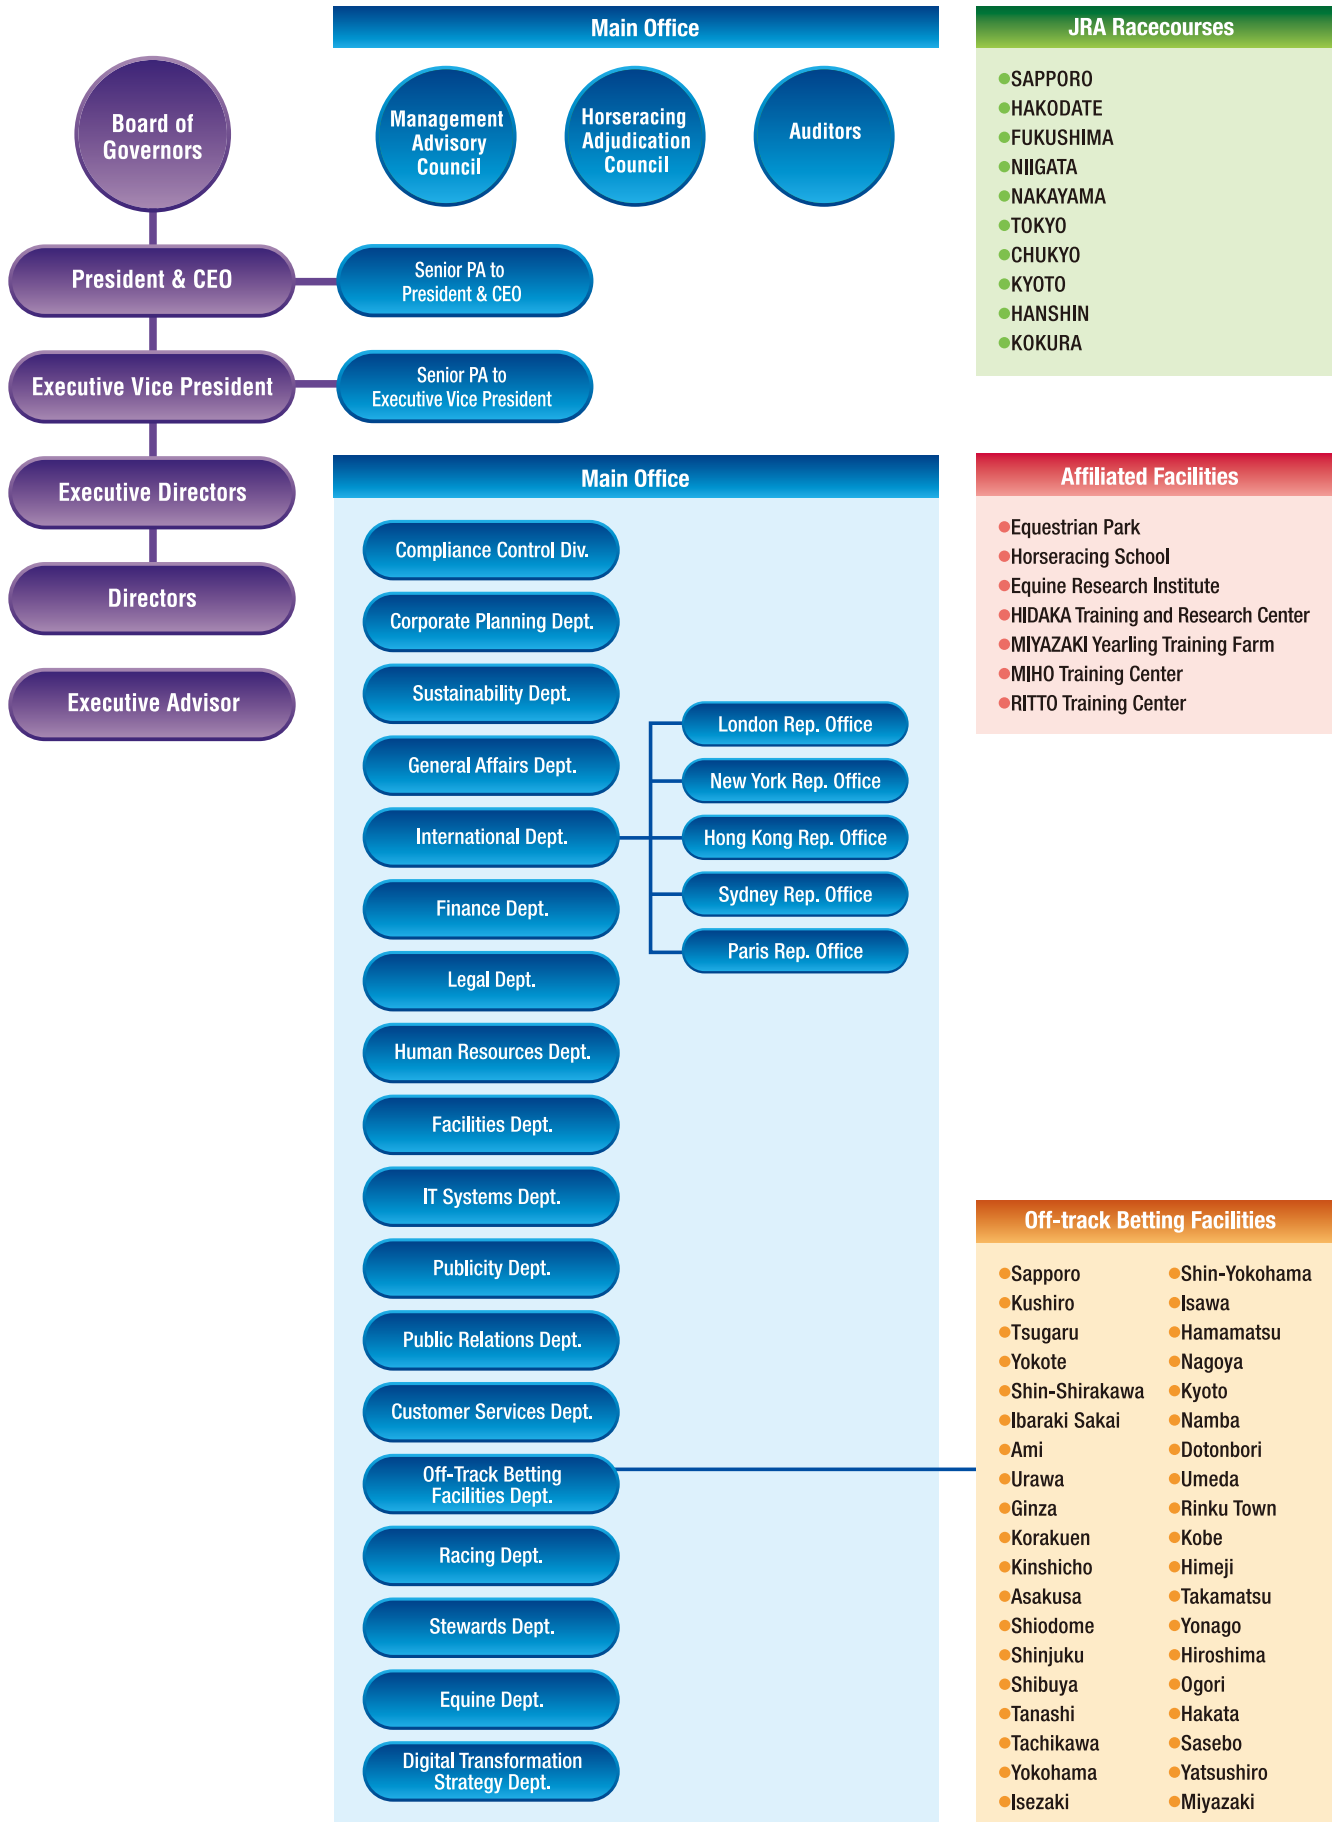 Board of
Governors
President & CEO
Executive Vice President
Executive Directors
Directors
Executive Advisor
Main Office
Management
Advisory
Council
Horseracing
Adjudication
Council
Auditors
Senior PA to
President & CEO
Senior PA to
Executive Vice President
Main Office
Compliance Control Div.
Corporate Planning Dept.
Sustainability Dept.
General Affairs Dept.
International Dept.
Finance Dept.
Legal Dept.
Human Resources Dept.
Facilities Dept.
IT Systems Dept.
Publicity Dept.
Public Relations Dept.
Customer Services Dept.
Off-Track Betting
Facilities Dept.
Racing Dept.
Stewards Dept.
Equine Dept.
Digital Transformation
Strategy Dept.
London Rep. Office
New York Rep. Office
Hong Kong Rep. Office
Sydney Rep. Office
Paris Rep. Office
JRA Racecourses
●SAPPORO
●HAKODATE
●FUKUSHIMA
●NIIGATA
●NAKAYAMA
●TOKYO
●CHUKYO
●KYOTO
●HANSHIN
●KOKURA
Affiliated Facilities
●Equestrian Park
●Horseracing School
●Equine Research Institute
●HIDAKA Training and Research Center
●MIYAZAKI Yearling Training Farm
●MIHO Training Center
●RITTO Training Center
Off-track Betting Facilities
●Sapporo
●Kushiro
●Tsugaru
●Yokote
●Shin-Shirakawa
●Ibaraki Sakai
●Ami
●Urawa
●Ginza
●Korakuen
●Kinshicho
●Asakusa
●Shiodome
●Shinjuku
●Shibuya
●Tanashi
●Tachikawa
●Yokohama
●Isezaki
●Shin-Yokohama
●Isawa
●Hamamatsu
●Nagoya
●Kyoto
●Namba
●Dotonbori
●Umeda
●Rinku Town
●Kobe
●Himeji
●Takamatsu
●Yonago
●Hiroshima
●Ogori
●Hakata
●Sasebo
●Yatsushiro
●Miyazaki